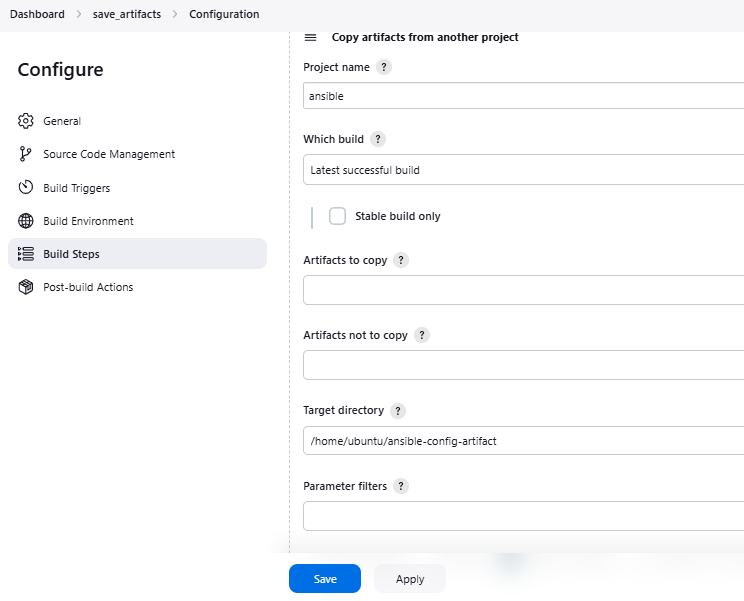 Dashboard > save_artifacts > Configuration
Configure
General
Source Code Management
Build Triggers
Build Environment
Build Steps
Post-build Actions
Copy artifacts from another project
Project name ?
ansible
Which build ?
Latest successful build
Stable build only
Artifacts to copy ?
Artifacts not to copy ?
Target directory ?
/home/ubuntu/ansible-config-artifact
Parameter filters ?
Save Apply